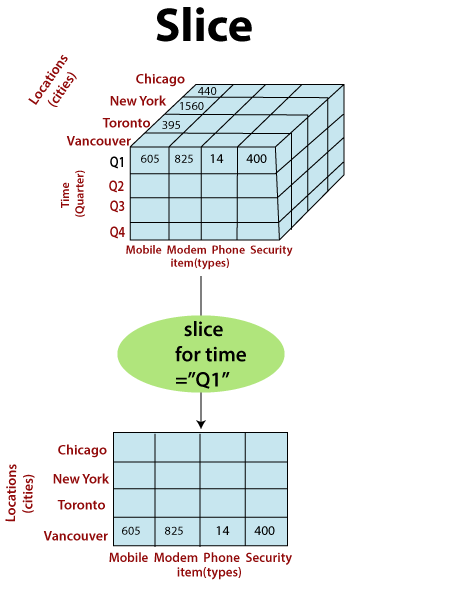 Slice
Locations
(cities)
Chicago
440
New York
1560
Toronto
395
Vancouver
Q1 605 825 14 400
Time
(Quarter)
Q2
Q3
Q4
Mobile Modem Phone Security
item(types)
slice
for time
="Q1"
Locations
(cities)
Chicago
New York
Toronto
Vancouver 605 825 14 400
Mobile Modem Phone Security
item(types)